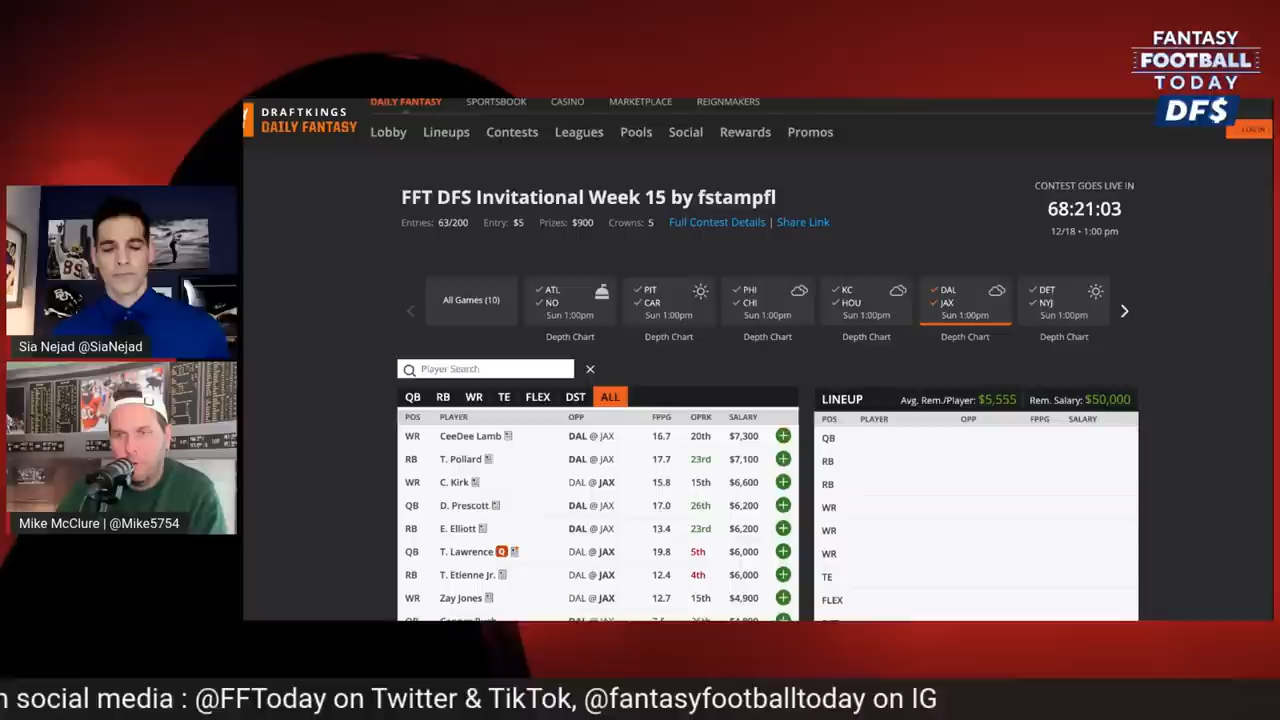 FANTASY
FOOTBALL
TODAY
DF$
DRAFTKINGS
DAILY FANTASY
DAILY FANTASY SPORTSBOOK CASINO MARKETPLACE REIGNMAKERS
Lobby Lineups Contests Leagues Pools Social Rewards Promos
LOG IN
FFT DFS Invitational Week 15 by fstampfl
Entries: 63/200 Entry: $5 Prizes: $900 Crowns: 5 Full Contest Details | Share Link
CONTEST GOES LIVE IN
68:21:03
12/18 • 1:00 pm
All Games (10)
ATL
NO
Sun 1:00pm
Depth Chart
PIT
CAR
Sun 1:00pm
Depth Chart
PHI
CHI
Sun 1:00pm
Depth Chart
KC
HOU
Sun 1:00pm
Depth Chart
DAL
JAX
Sun 1:00pm
Depth Chart
DET
NYJ
Sun 1:00pm
Depth Chart
Player Search
QB RB WR TE FLEX DST ALL
POS PLAYER OPP FPPG OPRK SALARY
WR CeeDee Lamb DAL @ JAX 16.7 20th $7,300
RB T. Pollard DAL @ JAX 17.7 23rd $7,100
WR C. Kirk DAL @ JAX 15.8 15th $6,600
QB D. Prescott DAL @ JAX 17.0 26th $6,200
RB E. Elliott DAL @ JAX 13.4 23rd $6,200
QB T. Lawrence Q DAL @ JAX 19.8 5th $6,000
RB T. Etienne Jr. DAL @ JAX 12.4 4th $6,000
WR Zay Jones DAL @ JAX 12.7 15th $4,900
LINEUP Avg. Rem./Player: $5,555 Rem. Salary: $50,000
POS PLAYER OPP FPPG SALARY
QB
RB
RB
WR
WR
WR
TE
FLEX
89
Sia Nejad @SiaNejad
Mike McClure | @Mike5754
social media : @FFToday on Twitter & TikTok, @fantasyfootballtoday on IG